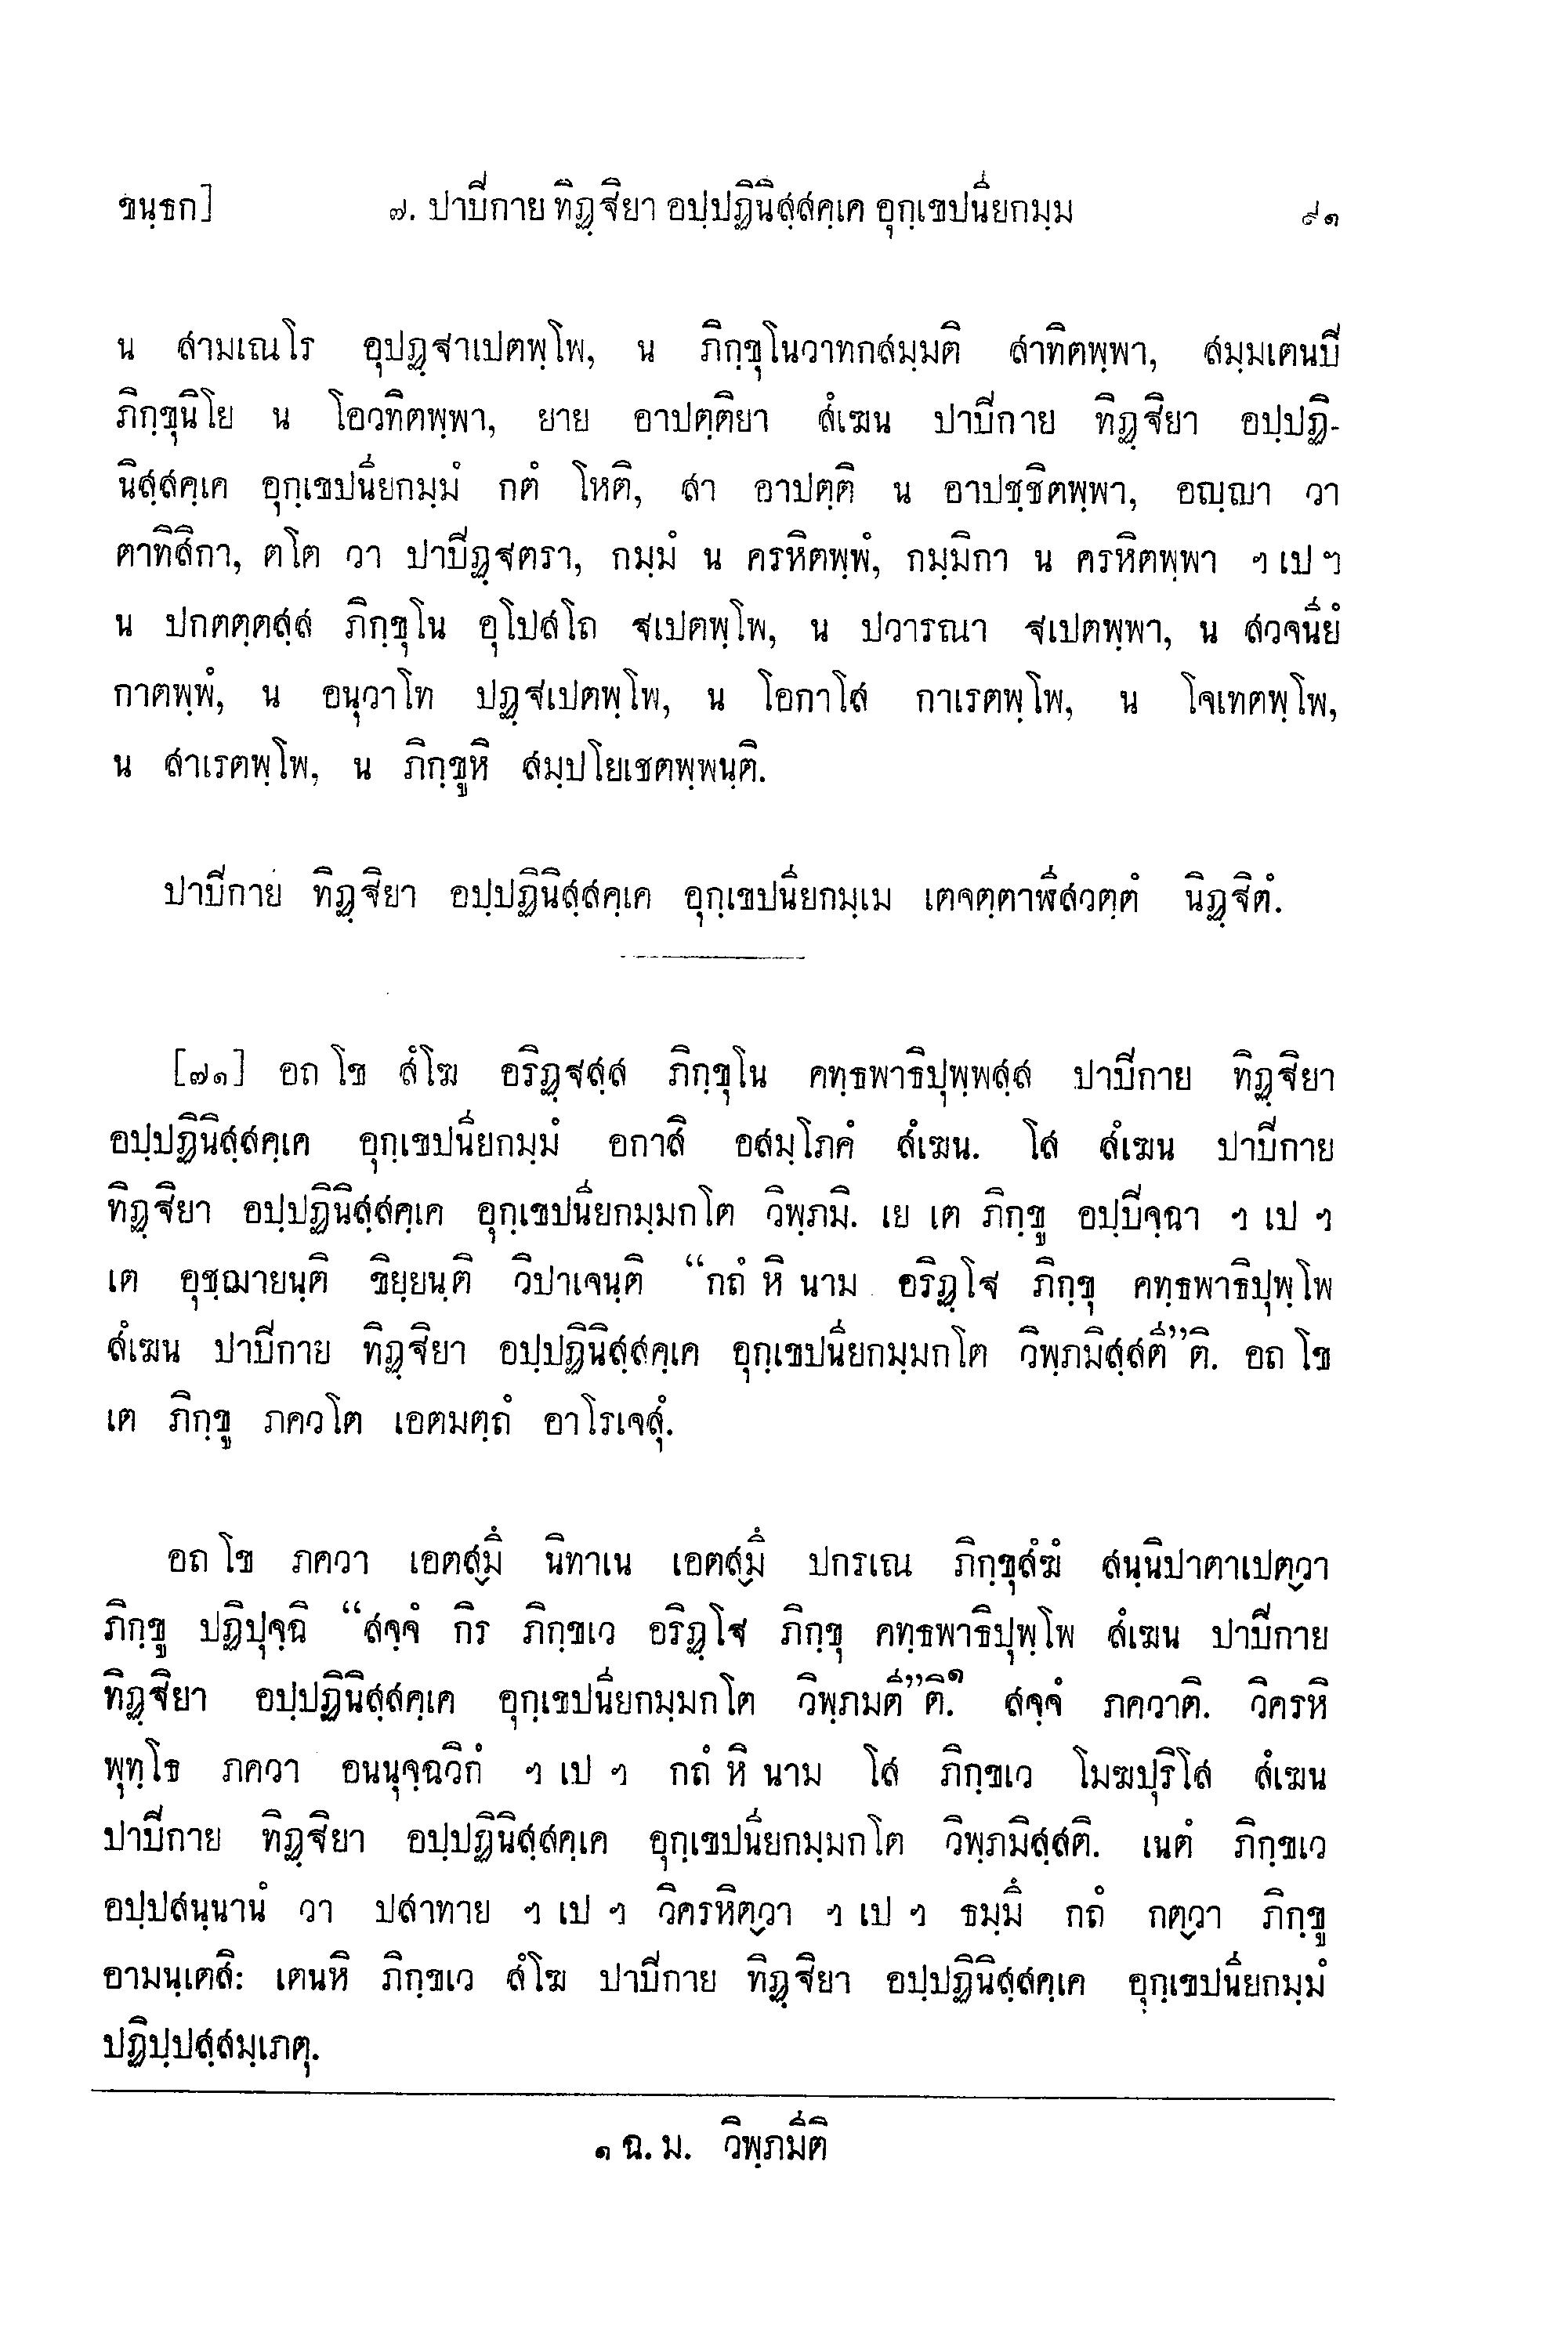 ขนฺธก] ๗. ปาปิกาย ทิฏฺฐิยา อปฺปฏินิสฺสคฺเค อุกฺเขปนียกมฺม ๙๑
น สามเณโร อุปฏฺฐาเปตพฺโพ, น ภิกฺขุโนวาทกสมฺมติ สาทิตพฺพา, สมฺมเตนปิ
ภิกฺขุนิโย น โอวทิตพฺพา, ยาย อาปตฺติยา สํเฆน ปาปิกาย ทิฏฺฐิยา อปฺปฏิ-
นิสฺสคฺเค อุกฺเขปนียกมฺมํ กตํ โหติ, สา อาปตฺติ น อาปชฺชิตพฺพา, อญฺญา วา
ตาทิสิกา, ตโต วา ปาปิฏฺฐตรา, กมฺมํ น ครหิตพฺพํ, กมฺมิกา น ครหิตพฺพา ฯ เป ฯ
น ปกตตฺตสฺส ภิกฺขุโน อุโปสโถ ฐเปตพฺโพ, น ปวารณา ฐเปตพฺพา, น สวจนียํ
กาตพฺพํ, น อนุวาโท ปฏฺฐเปตพฺโพ, น โอกาโส กาเรตพฺโพ, น โจเทตพฺโพ,
น สาเรตพฺโพ, น ภิกฺขูหิ สมฺปโยเชตพฺพนฺติ.
ปาปิกาย ทิฏฺฐิยา อปฺปฏินิสฺสคฺเค อุกฺเขปนียกมฺเม เตจตฺตาฬีสวตฺตํ นิฏฺฐิตํ.
[๗๑] อถ โข สํโฆ อริฏฺฐสฺส ภิกฺขุโน คทฺธพาธิปุพฺพสฺส ปาปิกาย ทิฏฺฐิยา
อปฺปฏินิสฺสคฺเค อุกฺเขปนียกมฺมํ อกาสิ อสมฺโภคํ สํเฆน. โส สํเฆน ปาปิกาย
ทิฏฺฐิยา อปฺปฏินิสฺสคฺเค อุกฺเขปนียกมฺมกโต วิพฺภมิ. เย เต ภิกฺขู อปฺปิจฺฉา ฯ เป ฯ
เต อุชฺฌายนฺติ ขิยฺยนฺติ วิปาเจนฺติ “กถํ หิ นาม อริฏฺโฐ ภิกฺขุ คทฺธพาธิปุพฺโพ
สํเฆน ปาปิกาย ทิฏฺฐิยา อปฺปฏินิสฺสคฺเค อุกฺเขปนียกมฺมกโต วิพฺภมิสฺสตี”ติ. อถ โข
เต ภิกฺขู ภควโต เอตมตฺถํ อาโรเจสุํ.
อถ โข ภควา เอตสฺมึ นิทาเน เอตสฺมึ ปกรเณ ภิกฺขุสํฆํ สนฺนิปาตาเปตฺวา
ภิกฺขู ปฏิปุจฺฉิ “สจฺจํ กิร ภิกฺขเว อริฏฺโฐ ภิกฺขุ คทฺธพาธิปุพฺโพ สํเฆน ปาปิกาย
ทิฏฺฐิยา อปฺปฏินิสฺสคฺเค อุกฺเขปนียกมฺมกโต วิพฺภมตี”ติ.๑ สจฺจํ ภควาติ. วิครหิ
พุทฺโธ ภควา อนนุจฺฉวิกํ ฯ เป ฯ กถํ หิ นาม โส ภิกฺขเว โมฆปุริโส สํเฆน
ปาปิกาย ทิฏฺฐิยา อปฺปฏินิสฺสคฺเค อุกฺเขปนียกมฺมกโต วิพฺภมิสฺสติ. เนตํ ภิกฺขเว
อปฺปสนฺนานํ วา ปสาทาย ฯ เป ฯ วิครหิตฺวา ฯ เป ฯ ธมฺมึ กถํ กตฺวา ภิกฺขู
อามนฺเตสิ: เตนหิ ภิกฺขเว สํโฆ ปาปิกาย ทิฏฺฐิยา อปฺปฏินิสฺสคฺเค อุกฺเขปนียกมฺมํ
ปฏิปฺปสฺสมฺเภตุ.
๑ ฉ. ม. วิพฺภมีติ